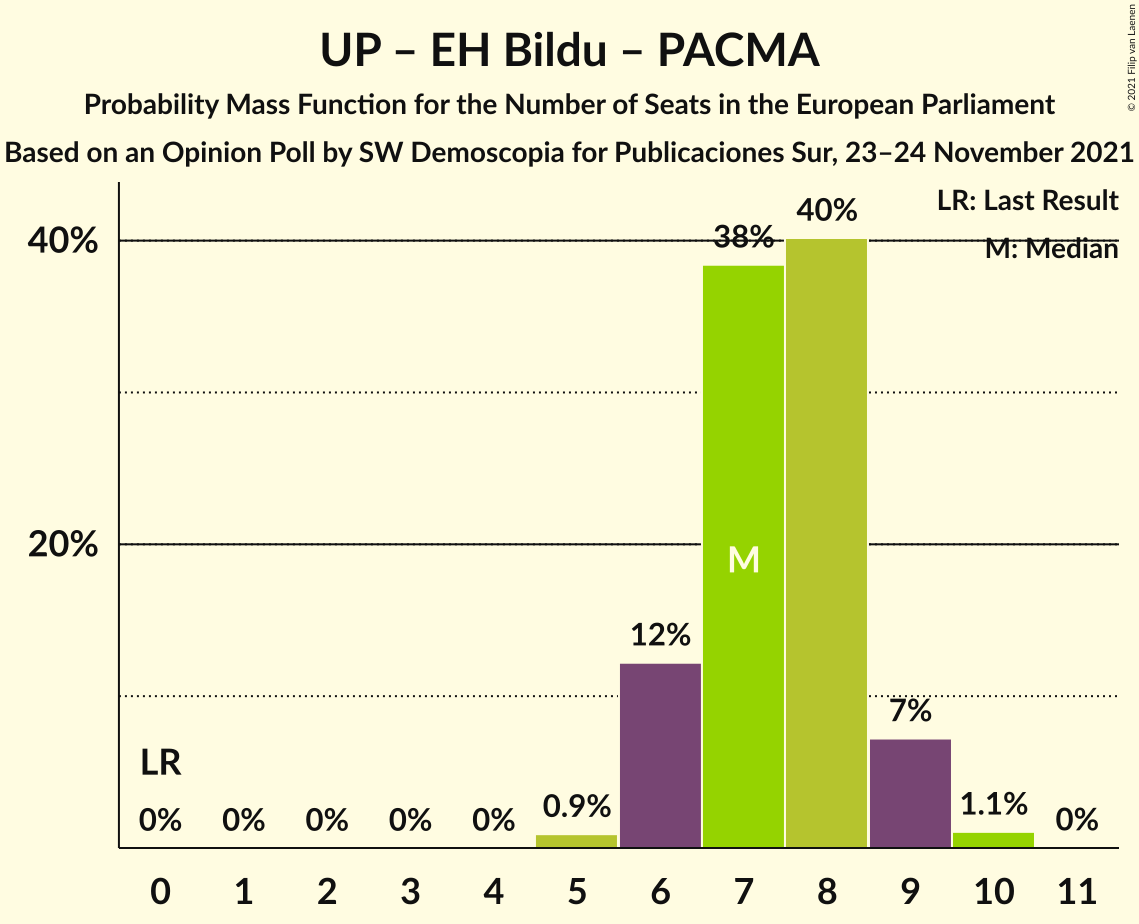 UP – EH Bildu – PACMA
Probability Mass Function for the Number of Seats in the European Parliament
Based on an Opinion Poll by SW Demoscopia for Publicaciones Sur, 23–24 November 2021
© 2021 Filip van Laenen
LR: Last Result
M: Median
40%
20%
LR
0%
0%
0%
0%
0%
0.9%
12%
38%
M
40%
7%
1.1%
0%
0 1 2 3 4 5 6 7 8 9 10 11